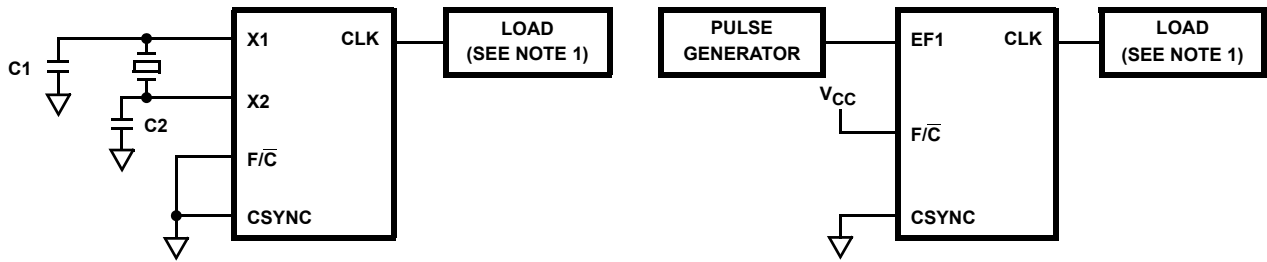 C1
C2
X1
X2
F/C̅
CSYNC
CLK
LOAD
(SEE NOTE 1)
PULSE
GENERATOR
VCC
EF1
F/C̅
CSYNC
CLK
LOAD
(SEE NOTE 1)